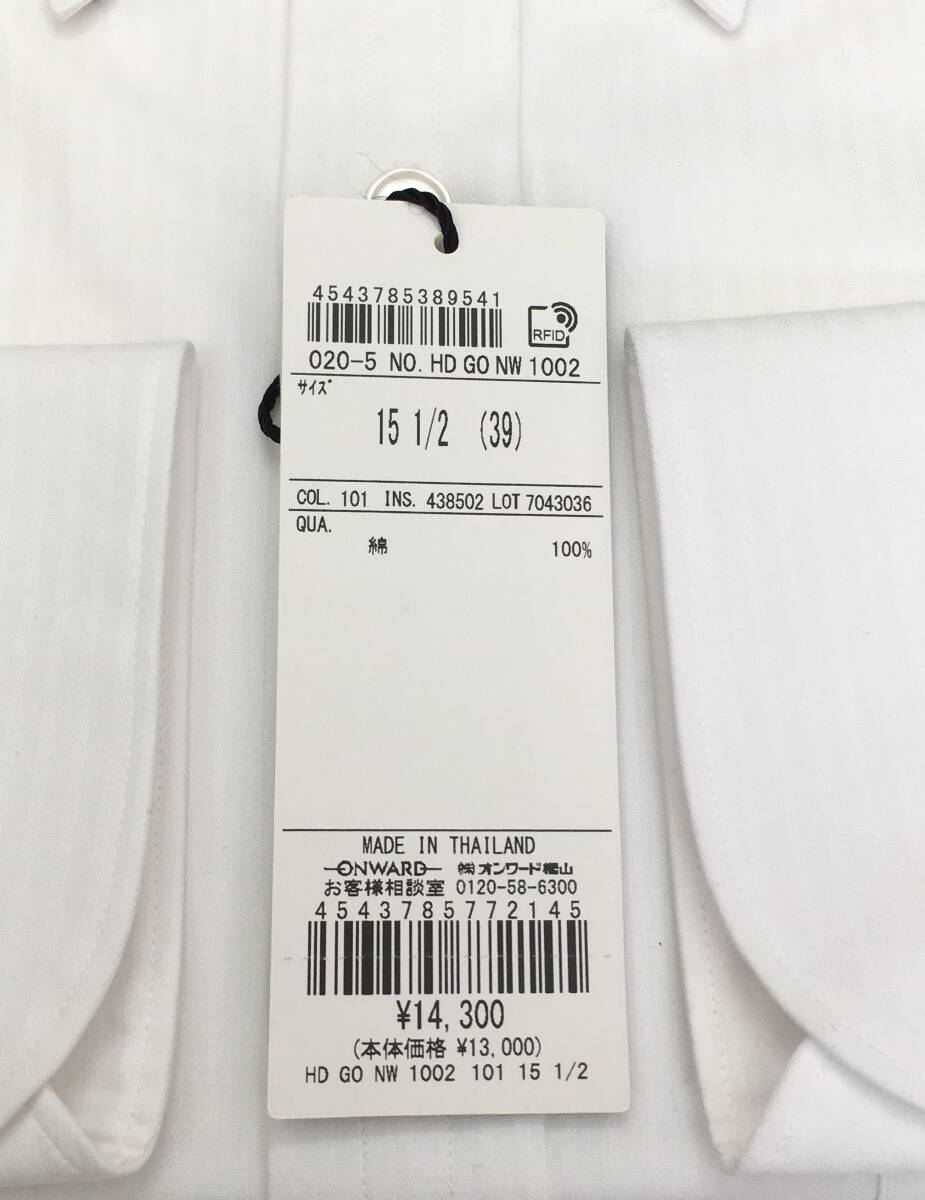 4543785389541
RFID
020-5 NO. HD GO NW 1002
サイズ
15 1/2 (39)
COL. 101 INS. 438502 LOT 7043036
QUA.
綿 100%
MADE IN THAILAND
ONWARD ㈱オンワード樫山
お客様相談室 0120-58-6300
4543785772145
¥14,300
(本体価格 ¥13,000)
HD GO NW 1002 101 15 1/2